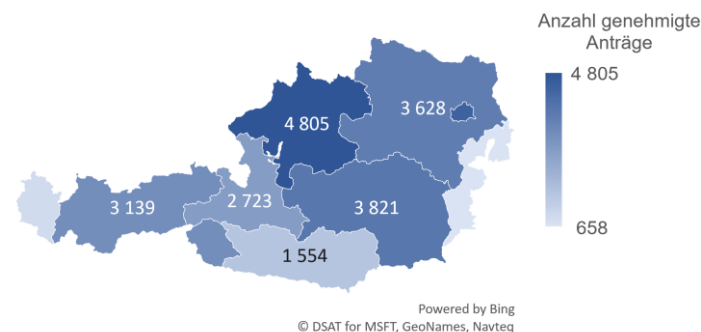 Anzahl genehmigte
Anträge
4 805
658
4 805
3 628
3 139
2 723
3 821
1 554
Powered by Bing
© DSAT for MSFT, GeoNames, Navteq